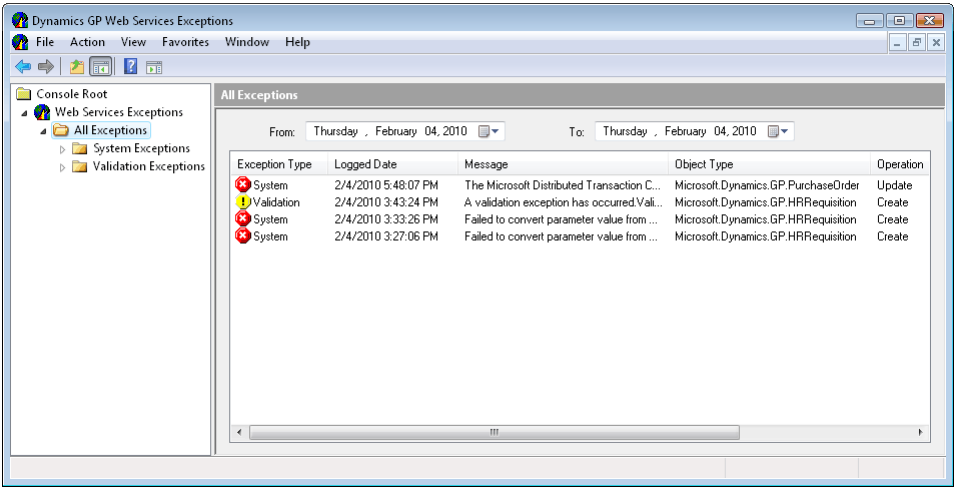 Dynamics GP Web Services Exceptions
File Action View Favorites Window Help
Console Root
Web Services Exceptions
All Exceptions
System Exceptions
Validation Exceptions
All Exceptions
From: Thursday , February 04, 2010 To: Thursday , February 04, 2010
Exception Type Logged Date Message Object Type Operation
System 2/4/2010 5:48:07 PM The Microsoft Distributed Transaction C... Microsoft.Dynamics.GP.PurchaseOrder Update
Validation 2/4/2010 3:43:24 PM A validation exception has occurred.Vali... Microsoft.Dynamics.GP.HRRequisition Create
System 2/4/2010 3:33:26 PM Failed to convert parameter value from ... Microsoft.Dynamics.GP.HRRequisition Create
System 2/4/2010 3:27:06 PM Failed to convert parameter value from ... Microsoft.Dynamics.GP.HRRequisition Create